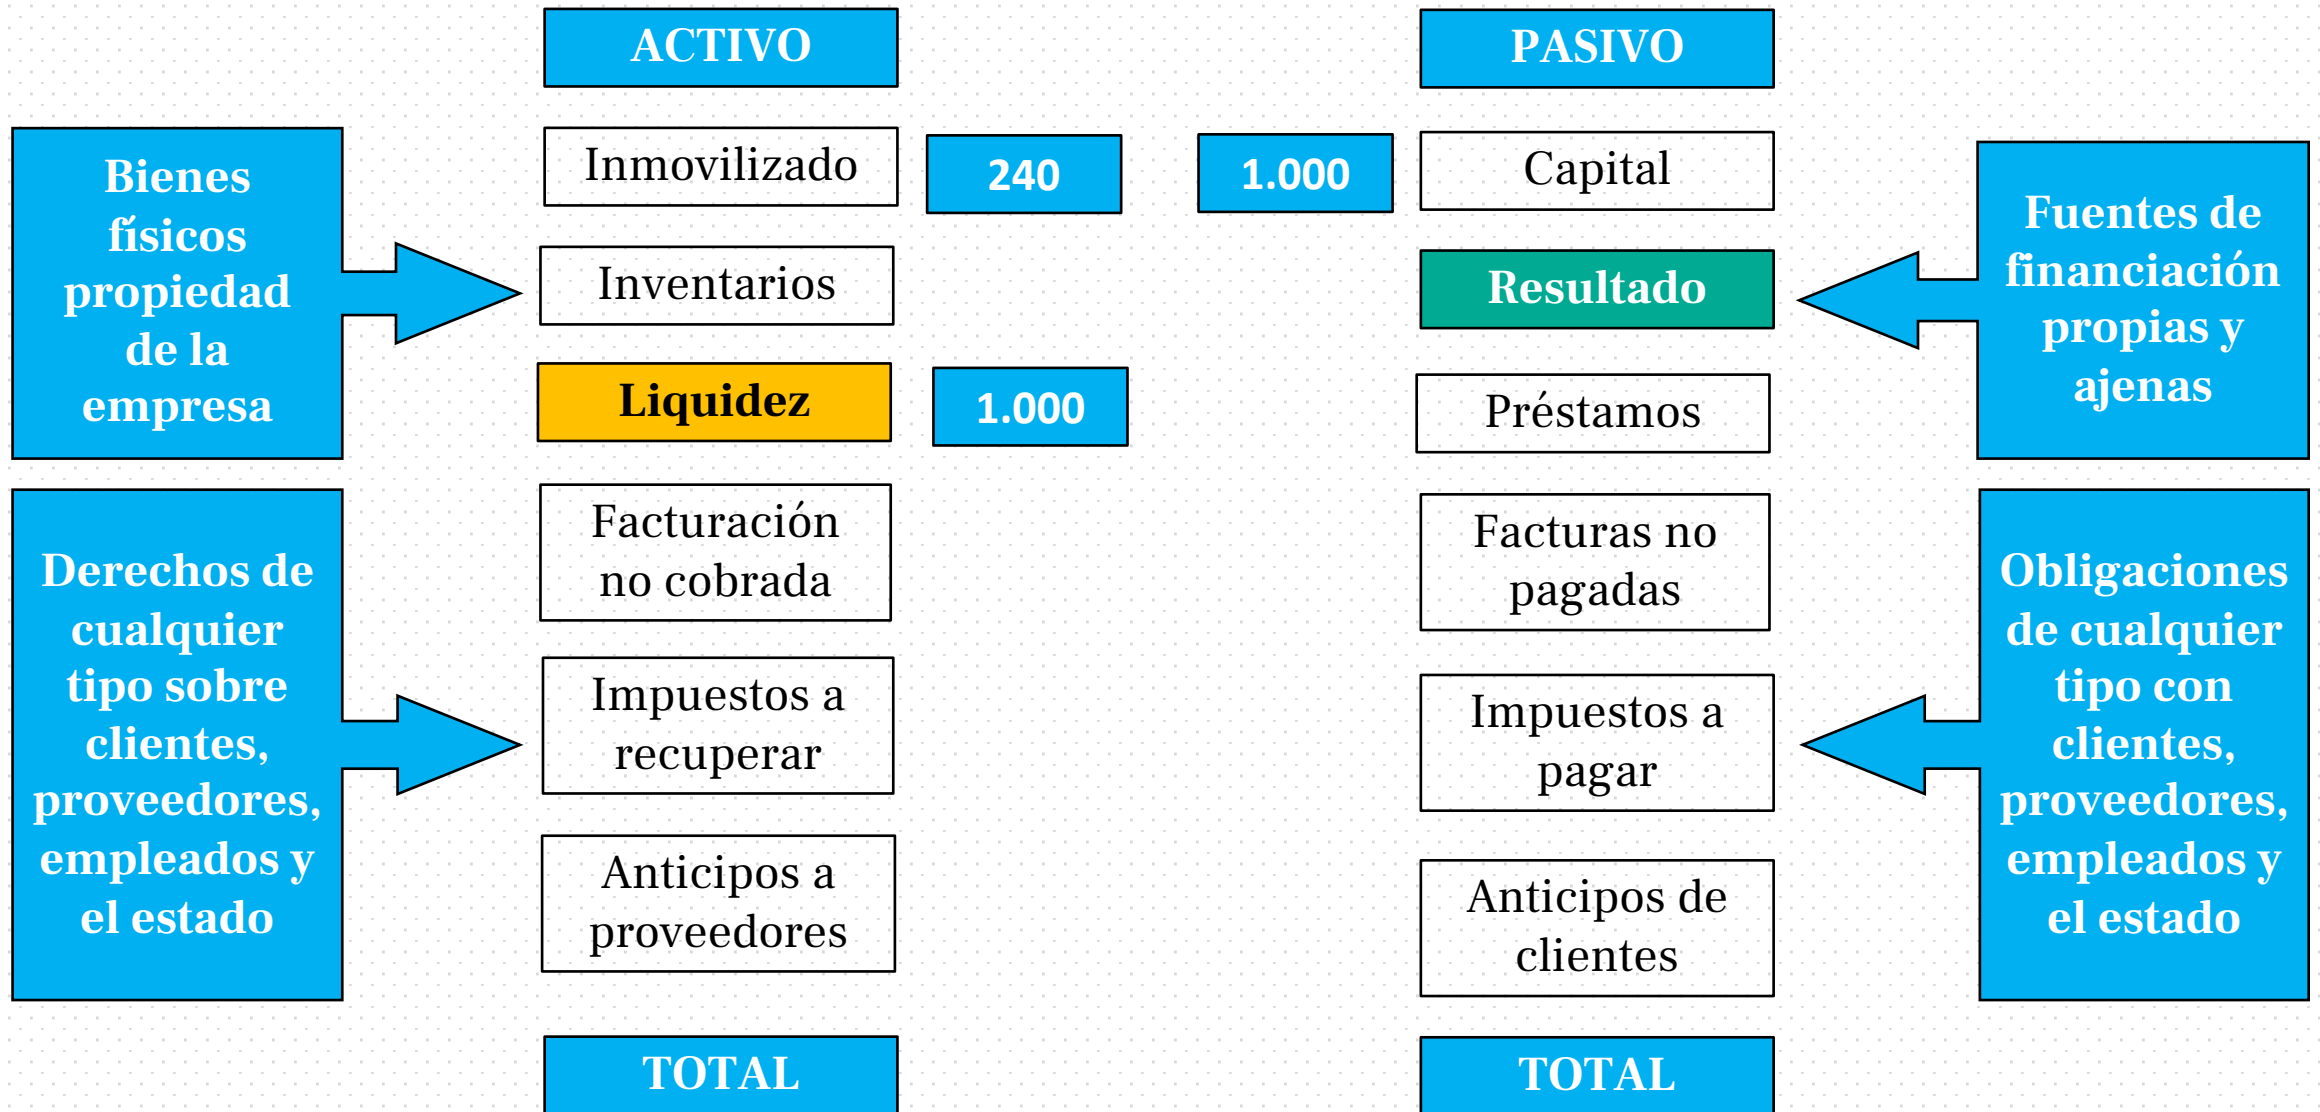 ACTIVO
PASIVO
Bienes
físicos
propiedad
de la
empresa
Inmovilizado
240
1.000
Capital
Fuentes de
financiación
propias y
ajenas
Inventarios
Resultado
Liquidez
1.000
Préstamos
Derechos de
cualquier
tipo sobre
clientes,
proveedores,
empleados y
el estado
Facturación
no cobrada
Facturas no
pagadas
Obligaciones
de cualquier
tipo con
clientes,
proveedores,
empleados y
el estado
Impuestos a
recuperar
Impuestos a
pagar
Anticipos a
proveedores
Anticipos de
clientes
TOTAL
TOTAL